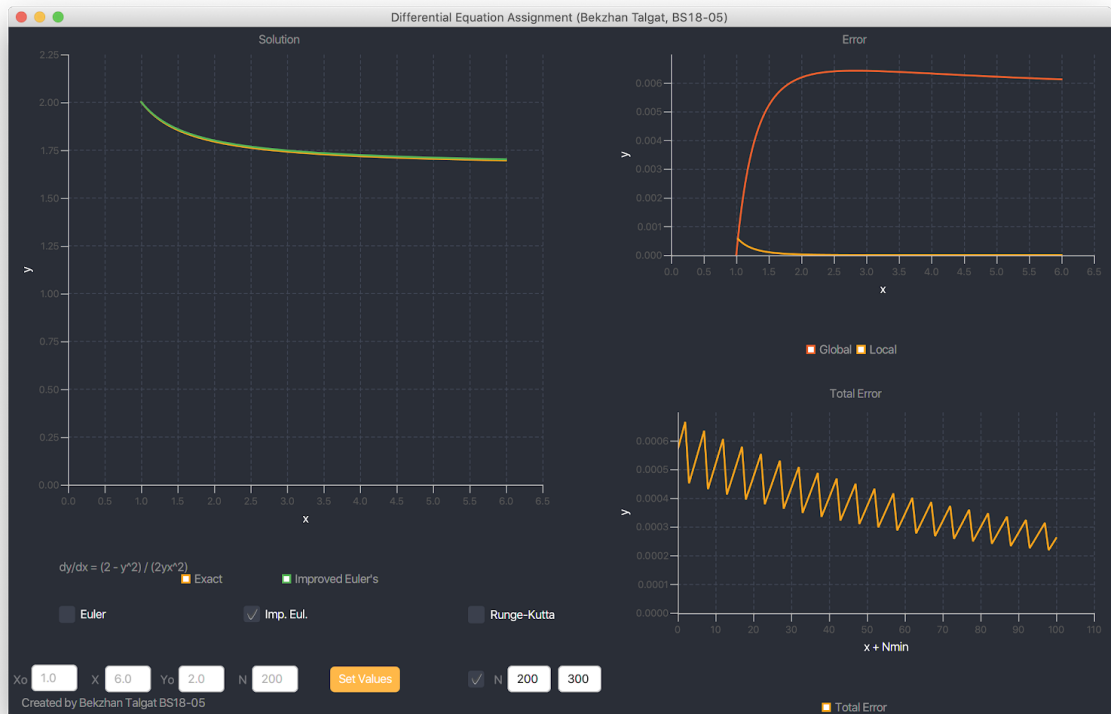 Differential Equation Assignment (Bekzhan Talgat, BS18-05)
Solution
2.25
2.00
1.75
1.50
1.25
1.00
0.75
0.50
0.25
0.00
y
0.0 0.5 1.0 1.5 2.0 2.5 3.0 3.5 4.0 4.5 5.0 5.5 6.0 6.5
x
dy/dx = (2 - y^2) / (2yx^2)
Exact Improved Euler's
Error
0.006
0.005
0.004
0.003
0.002
0.001
0.000
y
0.0 0.5 1.0 1.5 2.0 2.5 3.0 3.5 4.0 4.5 5.0 5.5 6.0 6.5
x
Global Local
Total Error
0.0006
0.0005
0.0004
0.0003
0.0002
0.0001
0.0000
y
0 10 20 30 40 50 60 70 80 90 100 110
x + Nmin
Total Error
Euler Imp. Eul. Runge-Kutta
Xo 1.0 X 6.0 Yo 2.0 N 200 Set Values N 200 300
Created by Bekzhan Talgat BS18-05